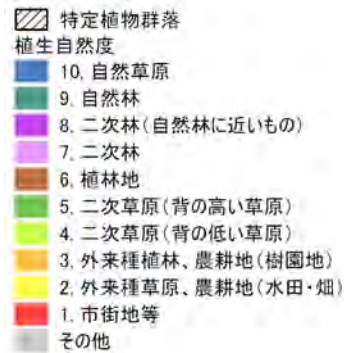 特定植物群落
植生自然度
10, 自然草原
9, 自然林
8, 二次林(自然林に近いもの)
7, 二次林
6, 植林地
5, 二次草原(背の高い草原)
4, 二次草原(背の低い草原)
3, 外来種植林、農耕地(樹園地)
2, 外来種草原、農耕地(水田・畑)
1, 市街地等
その他